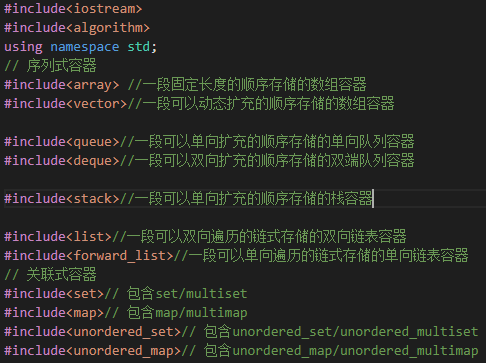 #include<iostream>
#include<algorithm>
using namespace std;
// 序列式容器
#include<array> //一段固定长度的顺序存储的数组容器
#include<vector>//一段可以动态扩充的顺序存储的数组容器
#include<queue>//一段可以单向扩充的顺序存储的单向队列容器
#include<deque>//一段可以双向扩充的顺序存储的双端队列容器
#include<stack>//一段可以单向扩充的顺序存储的栈容器
#include<list>//一段可以双向遍历的链式存储的双向链表容器
#include<forward_list>//一段可以单向遍历的链式存储的单向链表容器
// 关联式容器
#include<set>// 包含set/multiset
#include<map>// 包含map/multimap
#include<unordered_set>// 包含unordered_set/unordered_multiset
#include<unordered_map>// 包含unordered_map/unordered_multimap